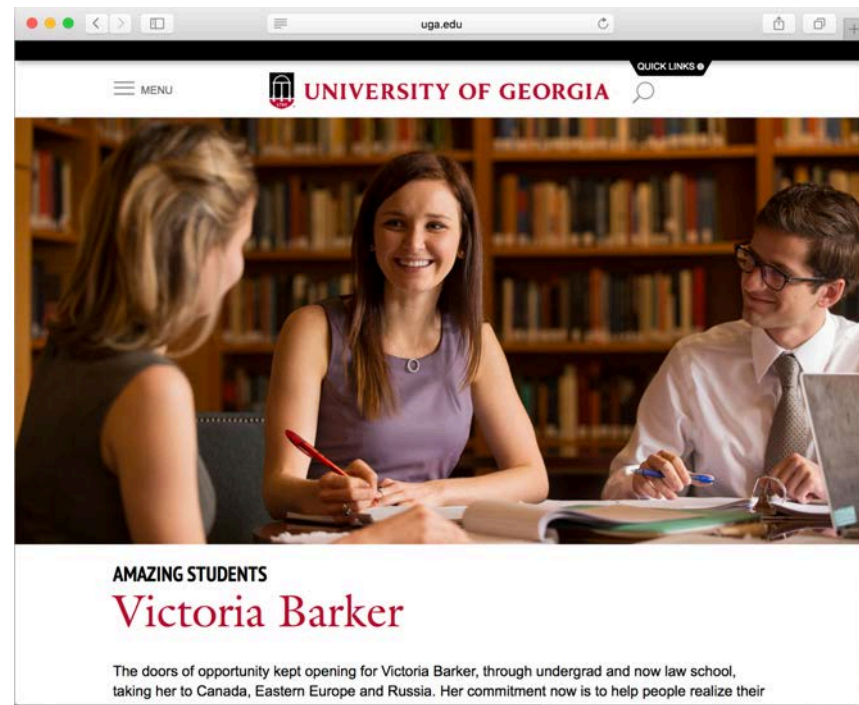 uga.edu
QUICK LINKS
MENU
UNIVERSITY OF GEORGIA
AMAZING STUDENTS
Victoria Barker
The doors of opportunity kept opening for Victoria Barker, through undergrad and now law school,
taking her to Canada, Eastern Europe and Russia. Her commitment now is to help people realize their